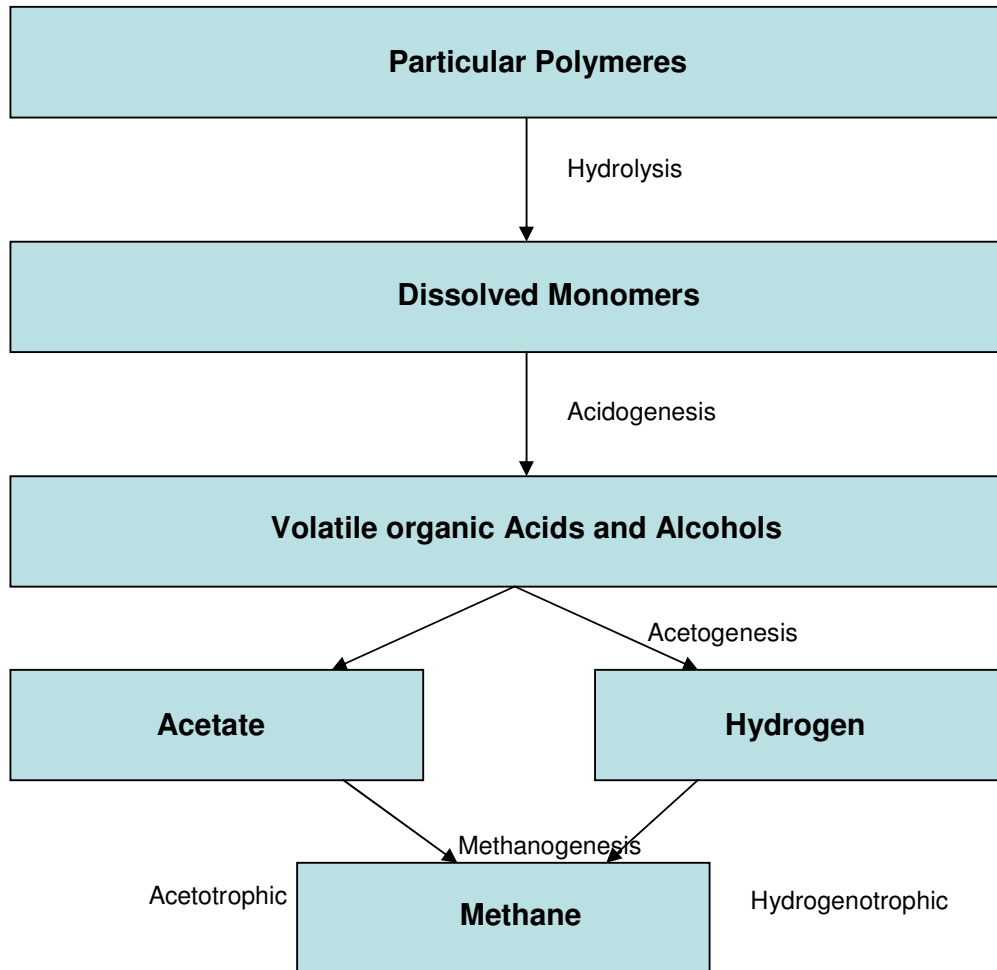 Particular Polymeres
Hydrolysis
Dissolved Monomers
Acidogenesis
Volatile organic Acids and Alcohols
Acetogenesis
Acetate
Hydrogen
Methanogenesis
Acetotrophic
Methane
Hydrogenotrophic